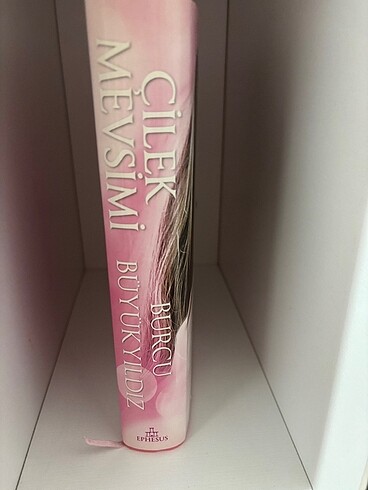 ÇİLEK
MEVSİMİ
BURCU
BÜYÜKYILDIZ
EPHESUS